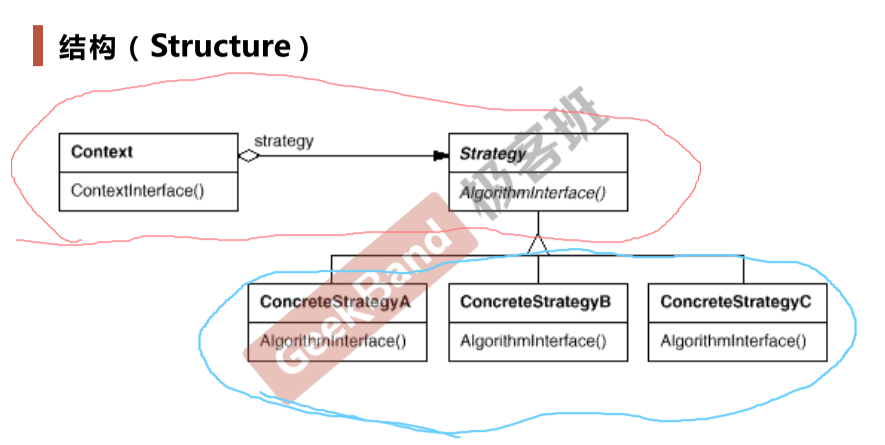 结构（Structure）
strategy
Context
Strategy
ContextInterface()
AlgorithmInterface()
ConcreteStrategyA
ConcreteStrategyB
ConcreteStrategyC
AlgorithmInterface()
AlgorithmInterface()
AlgorithmInterface()
GeekBand
极客班